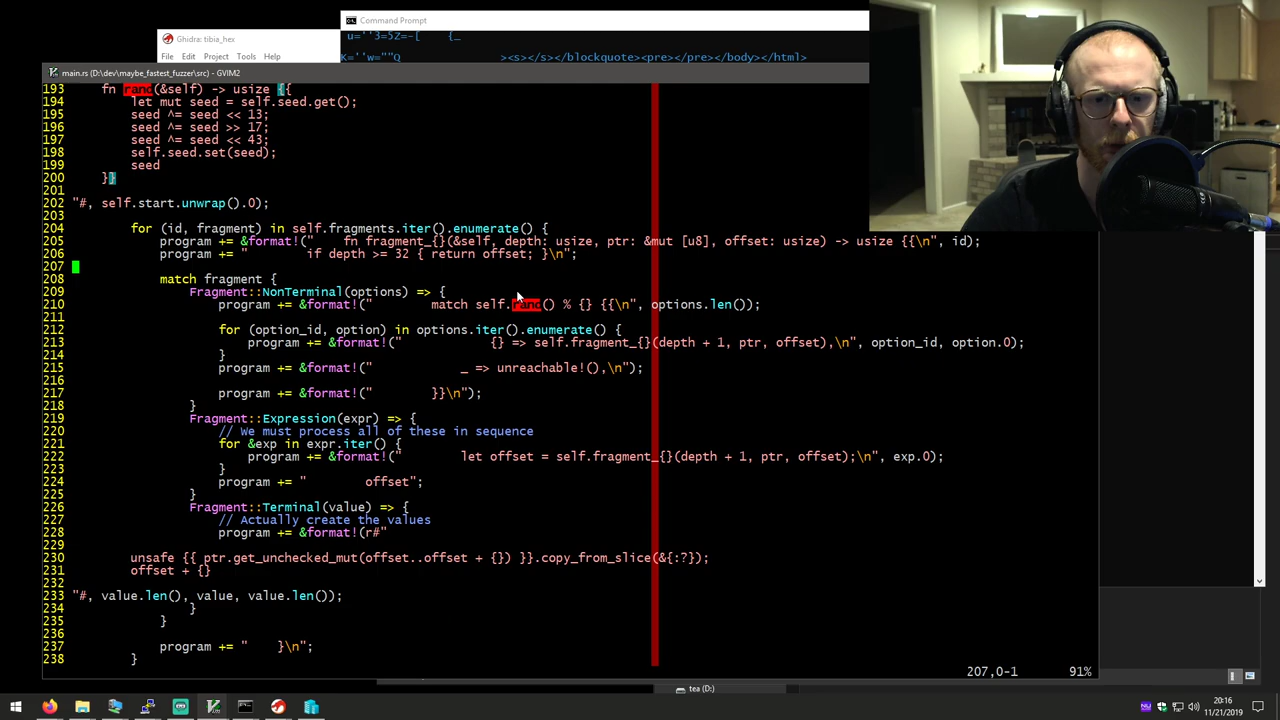 Command Prompt
u=''3=5Z=-[    {_
K=''w=""Q              ><s></s></blockquote><pre></pre></body></html>
Ghidra: tibia_hex
File Edit Project Tools Help
main.rs (D:\dev\maybe_fastest_fuzzer\src) - GVIM2
193     fn rand(&self) -> usize {{
194         let mut seed = self.seed.get();
195         seed ^= seed << 13;
196         seed ^= seed >> 17;
197         seed ^= seed << 43;
198         self.seed.set(seed);
199         seed
200     }}
201
202 "#, self.start.unwrap().0);
203
204         for (id, fragment) in self.fragments.iter().enumerate() {
205             program += &format!("    fn fragment_{}(&self, depth: usize, ptr: &mut [u8], offset: usize) -> usize {{\n", id);
206             program += "        if depth >= 32 { return offset; }\n";
207
208             match fragment {
209                 Fragment::NonTerminal(options) => {
210                     program += &format!("        match self.rand() % {} {{\n", options.len());
211
212                     for (option_id, option) in options.iter().enumerate() {
213                         program += &format!("            {} => self.fragment_{}(depth + 1, ptr, offset),\n", option_id, option.0);
214                     }
215                     program += &format!("            _ => unreachable!(),\n");
216
217                     program += &format!("        }}\n");
218                 }
219                 Fragment::Expression(expr) => {
220                     // We must process all of these in sequence
221                     for &exp in expr.iter() {
222                         program += &format!("        let offset = self.fragment_{}(depth + 1, ptr, offset);\n", exp.0);
223                     }
224                     program += "        offset";
225                 }
226                 Fragment::Terminal(value) => {
227                     // Actually create the values
228                     program += &format!(r#"
229
230         unsafe {{ ptr.get_unchecked_mut(offset..offset + {}) }}.copy_from_slice(&{:?});
231         offset + {}
232
233 "#, value.len(), value, value.len());
234                 }
235             }
236
237             program += "    }\n";
238         }
207,0-1    91%
tea (D:)
20:16
11/21/2019